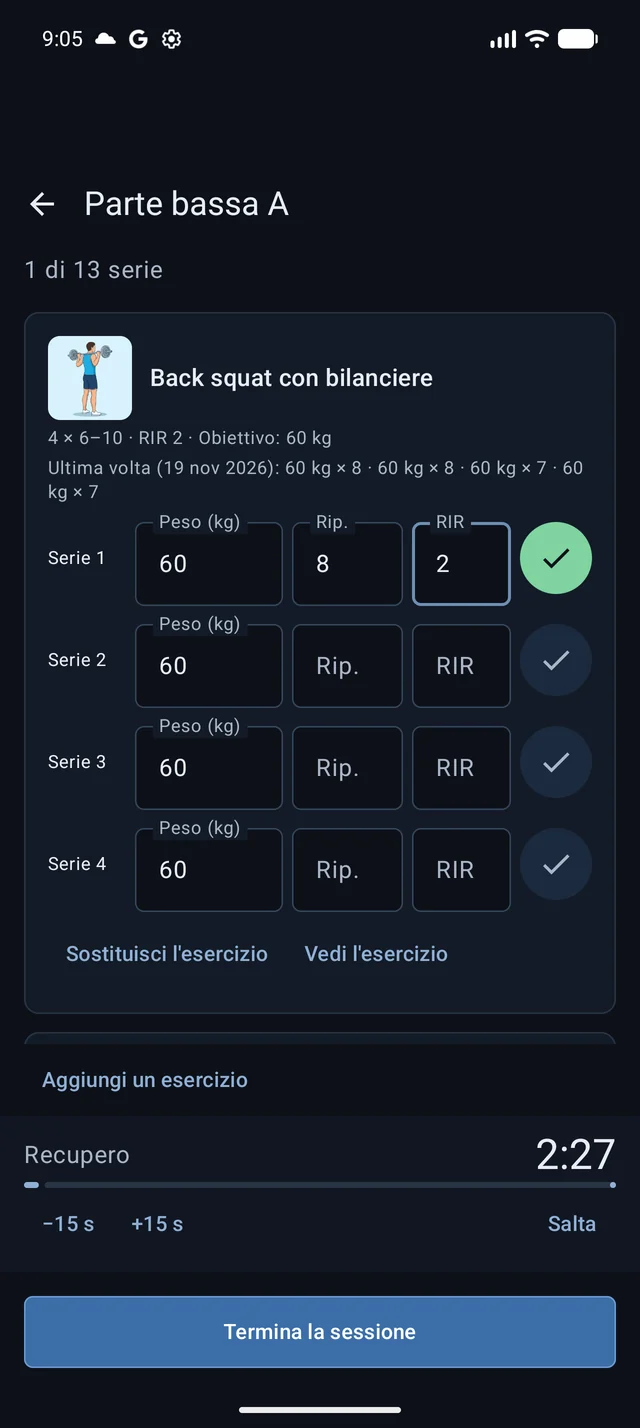 9:05
Parte bassa A
1 di 13 serie
Back squat con bilanciere
4 × 6–10 · RIR 2 · Obiettivo: 60 kg
Ultima volta (19 nov 2026): 60 kg × 8 · 60 kg × 8 · 60 kg × 7 · 60
kg × 7
Peso (kg) Rip. RIR
Serie 1 60 8 2
Peso (kg)
Serie 2 60 Rip. RIR
Peso (kg)
Serie 3 60 Rip. RIR
Peso (kg)
Serie 4 60 Rip. RIR
Sostituisci l'esercizio Vedi l'esercizio
Aggiungi un esercizio
Recupero 2:27
−15 s +15 s Salta
Termina la sessione